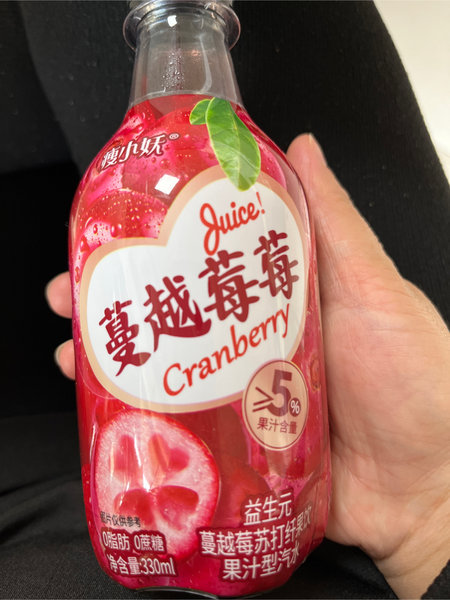 瘦小妖®
Juice!
蔓越莓莓
Cranberry
≥5%
果汁含量
图片仅供参考
0脂肪 0蔗糖
净含量:330ml
益生元
蔓越莓苏打纤果饮
果汁型汽水